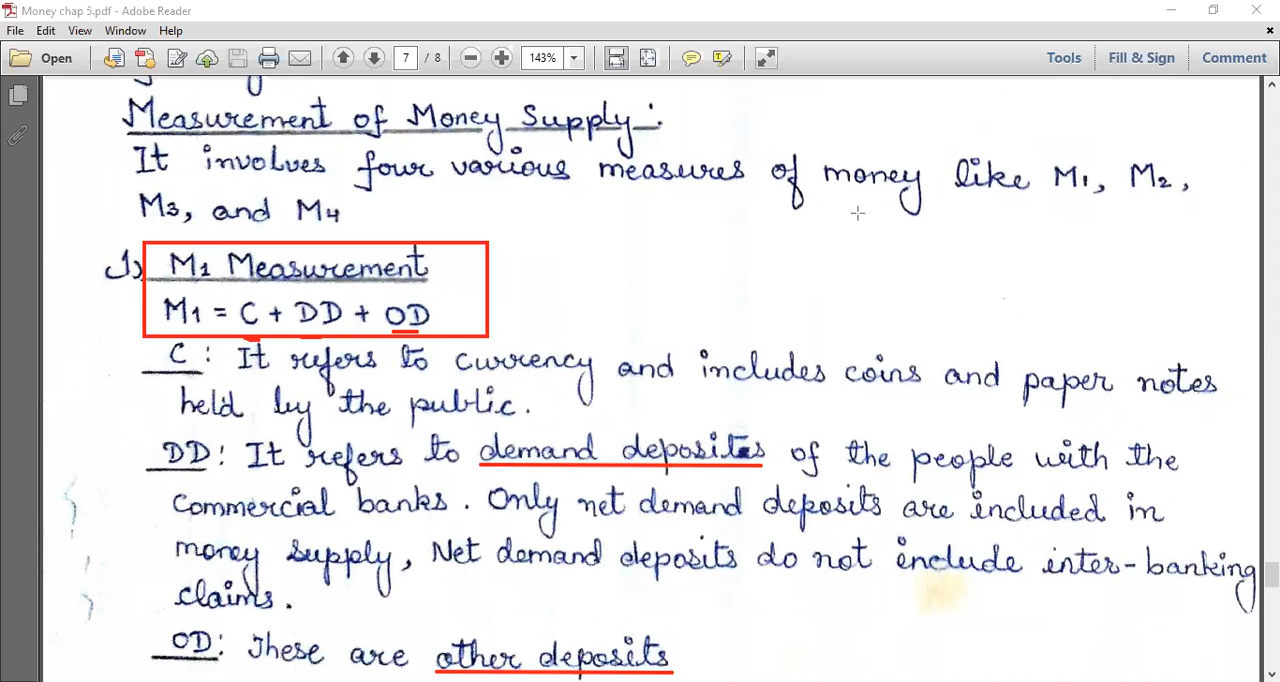 Money chap 5.pdf - Adobe Reader
File Edit View Window Help
Open 7 / 8 143% Tools Fill & Sign Comment
Measurement of Money Supply :
It involves four various measures of money like M1, M2,
M3, and M4
1) M1 Measurement
M1 = C + DD + OD
C : It refers to currency and includes coins and paper notes
held by the public.
DD : It refers to demand deposits of the people with the
commercial banks. Only net demand deposits are included in
money supply, Net demand deposits do not include inter-banking
claims.
OD : These are other deposits